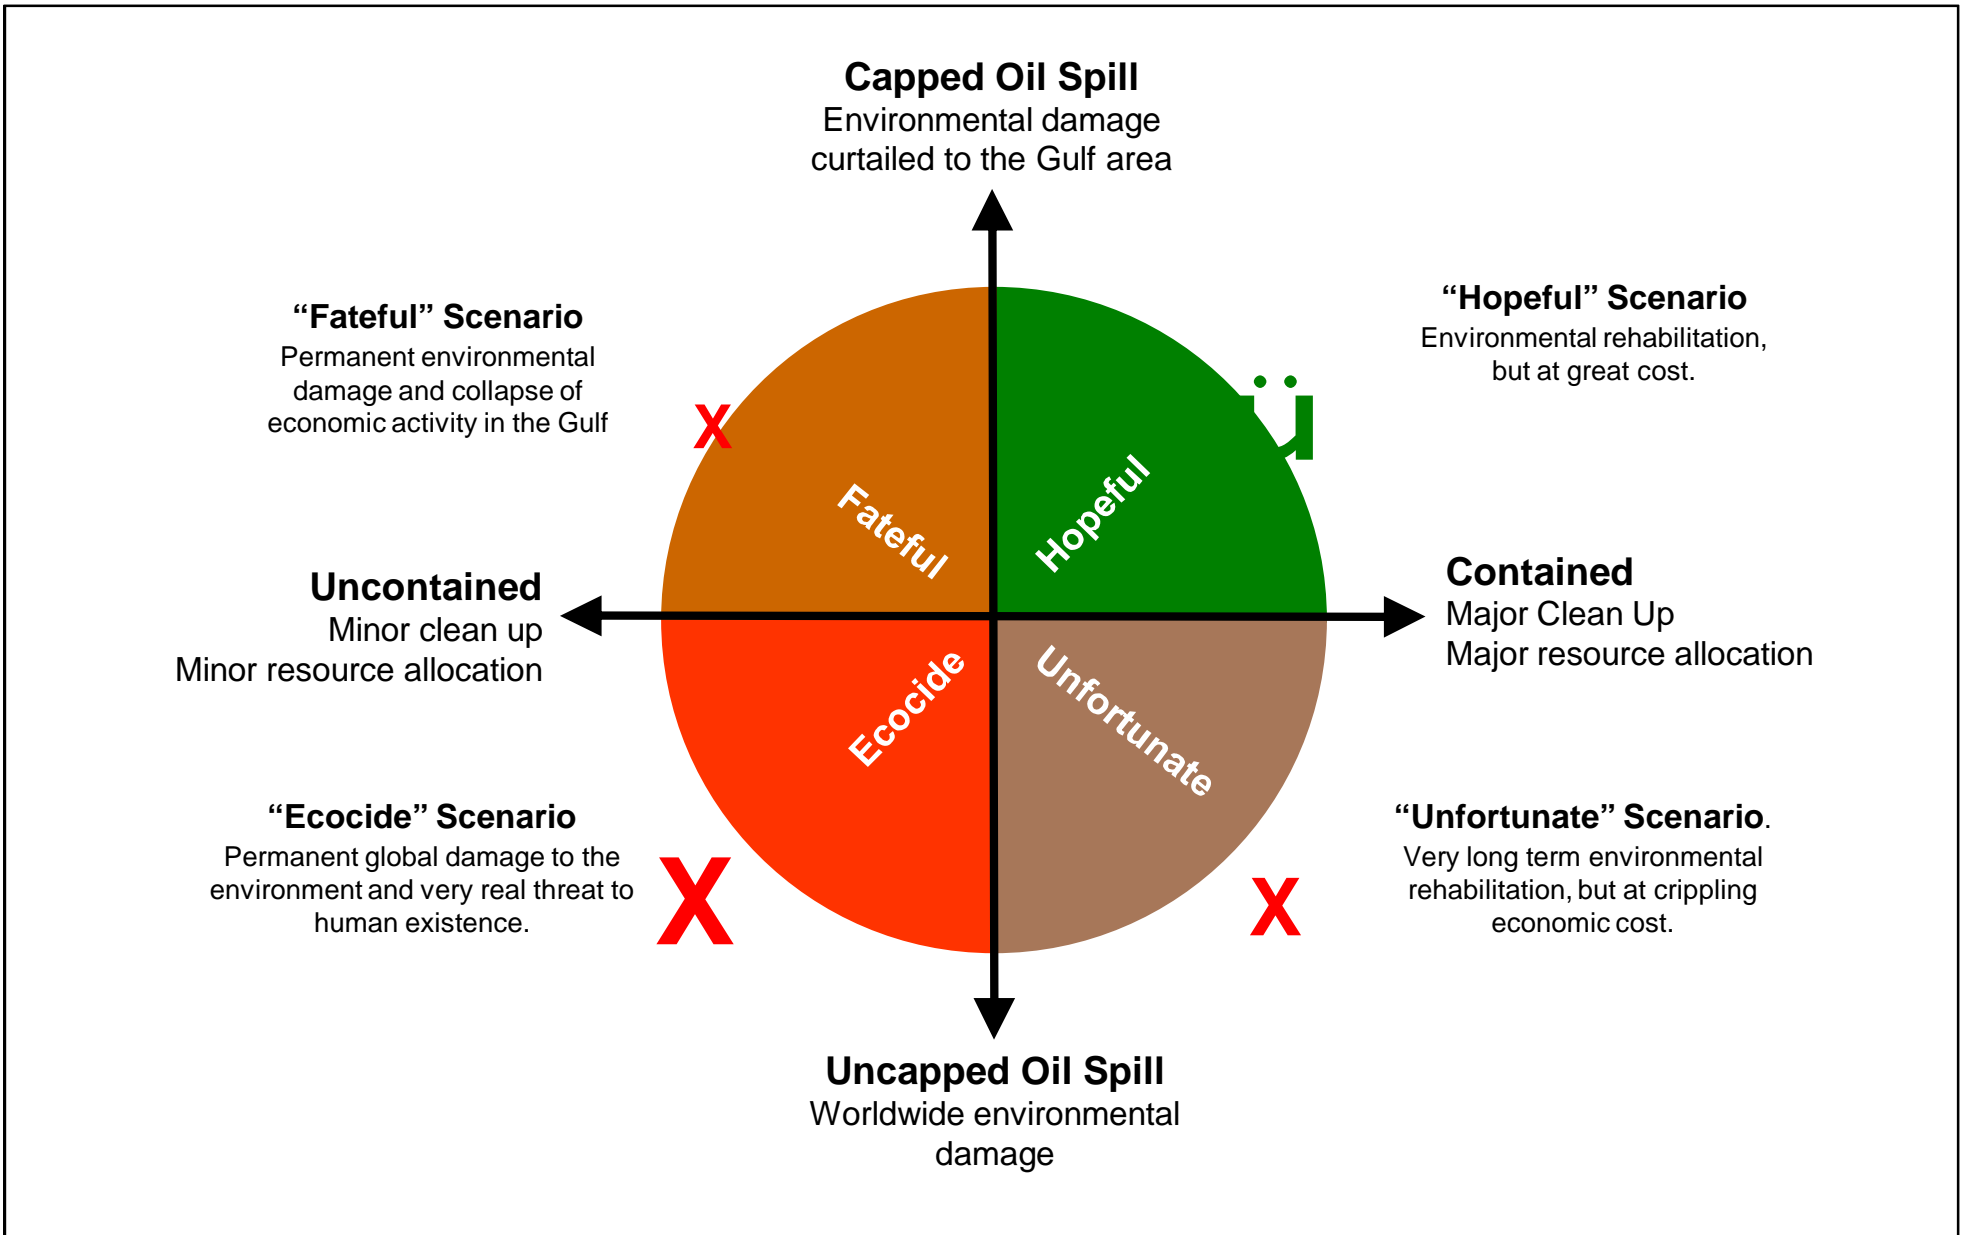 Capped Oil Spill
Environmental damage
curtailed to the Gulf area
“Fateful” Scenario
Permanent environmental
damage and collapse of
economic activity in the Gulf
X
“Hopeful” Scenario
Environmental rehabilitation,
but at great cost.
ü
Fateful
Hopeful
Uncontained
Minor clean up
Minor resource allocation
Contained
Major Clean Up
Major resource allocation
Ecocide
Unfortunate
“Ecocide” Scenario
Permanent global damage to the
environment and very real threat to
human existence.
X
X
“Unfortunate” Scenario.
Very long term environmental
rehabilitation, but at crippling
economic cost.
Uncapped Oil Spill
Worldwide environmental
damage